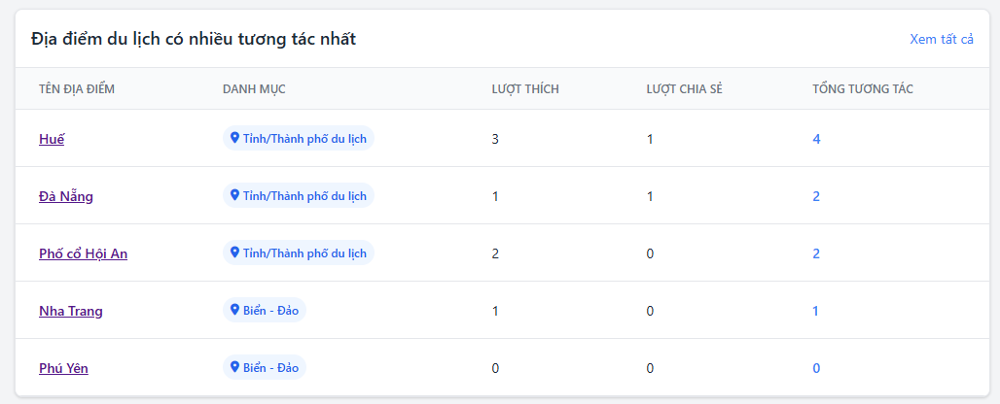 Địa điểm du lịch có nhiều tương tác nhất
Xem tất cả
TÊN ĐỊA ĐIỂM DANH MỤC LƯỢT THÍCH LƯỢT CHIA SẺ TỔNG TƯƠNG TÁC
Huế Tỉnh/Thành phố du lịch 3 1 4
Đà Nẵng Tỉnh/Thành phố du lịch 1 1 2
Phố cổ Hội An Tỉnh/Thành phố du lịch 2 0 2
Nha Trang Biển - Đảo 1 0 1
Phú Yên Biển - Đảo 0 0 0